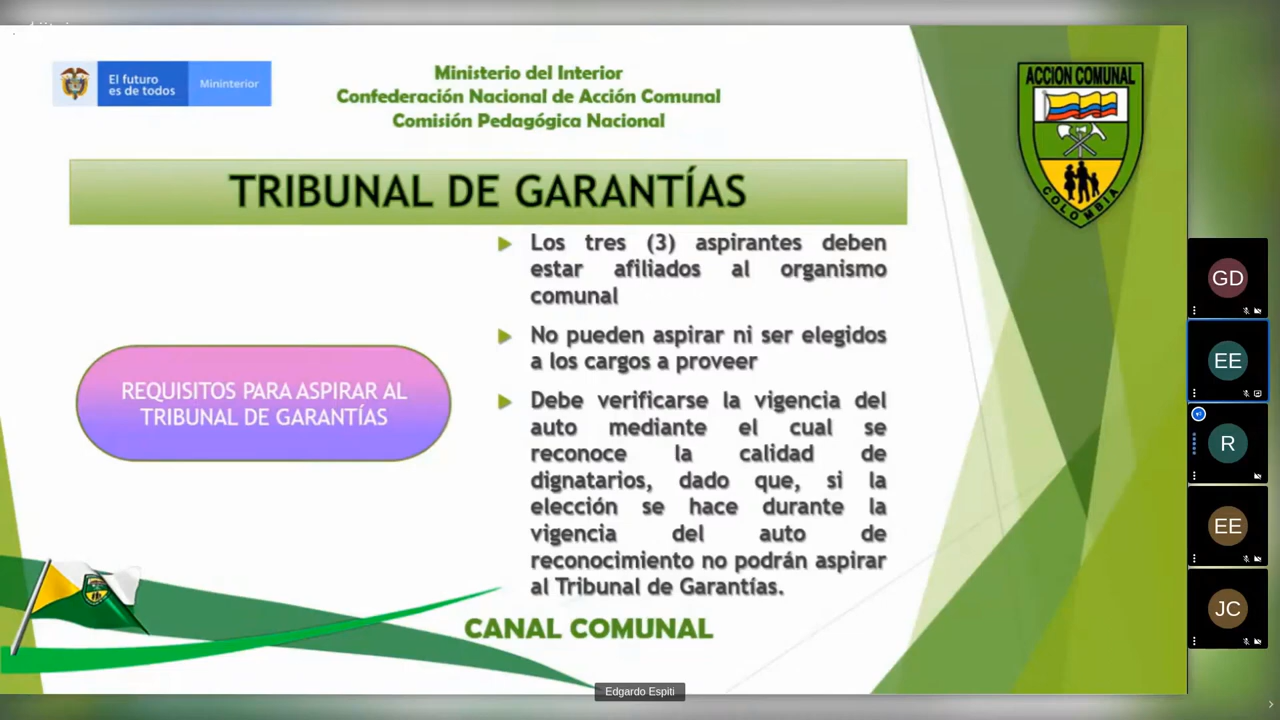 El futuro
es de todos
Mininterior
Ministerio del Interior
Confederación Nacional de Acción Comunal
Comisión Pedagógica Nacional
ACCION COMUNAL
COLOMBIA
TRIBUNAL DE GARANTÍAS
REQUISITOS PARA ASPIRAR AL
TRIBUNAL DE GARANTÍAS
Los tres (3) aspirantes deben
estar afiliados al organismo
comunal
No pueden aspirar ni ser elegidos
a los cargos a proveer
Debe verificarse la vigencia del
auto mediante el cual se
reconoce la calidad de
dignatarios, dado que, si la
elección se hace durante la
vigencia del auto de
reconocimiento no podrán aspirar
al Tribunal de Garantías.
CANAL COMUNAL
Edgardo Espiti
GD
EE
R
EE
JC